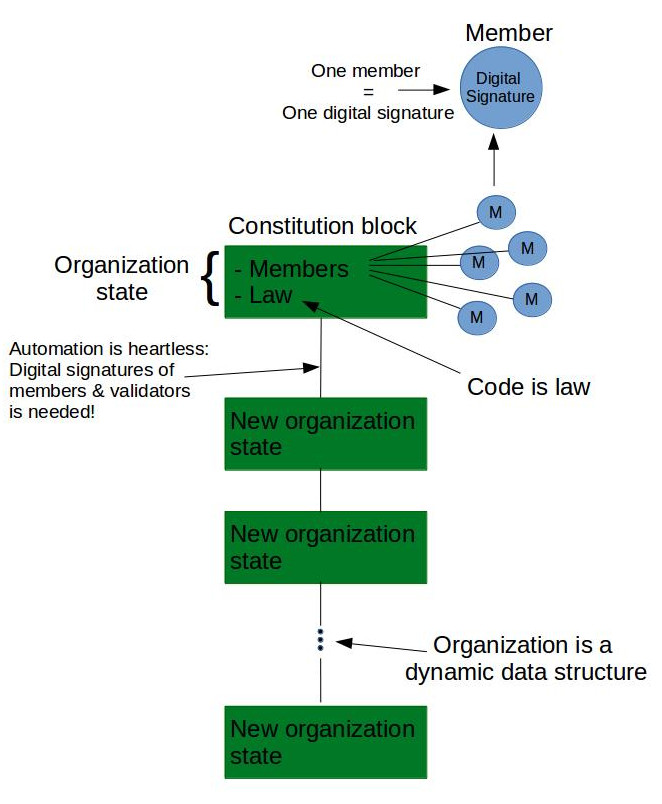 Member
One member
=
One digital signature
Digital
Signature
M
M
M
M
M
Constitution block
Organization
state
{
- Members
- Law
Automation is heartless:
Digital signatures of
members & validators
is needed!
Code is law
New organization
state
New organization
state
Organization is a
dynamic data structure
New organization
state